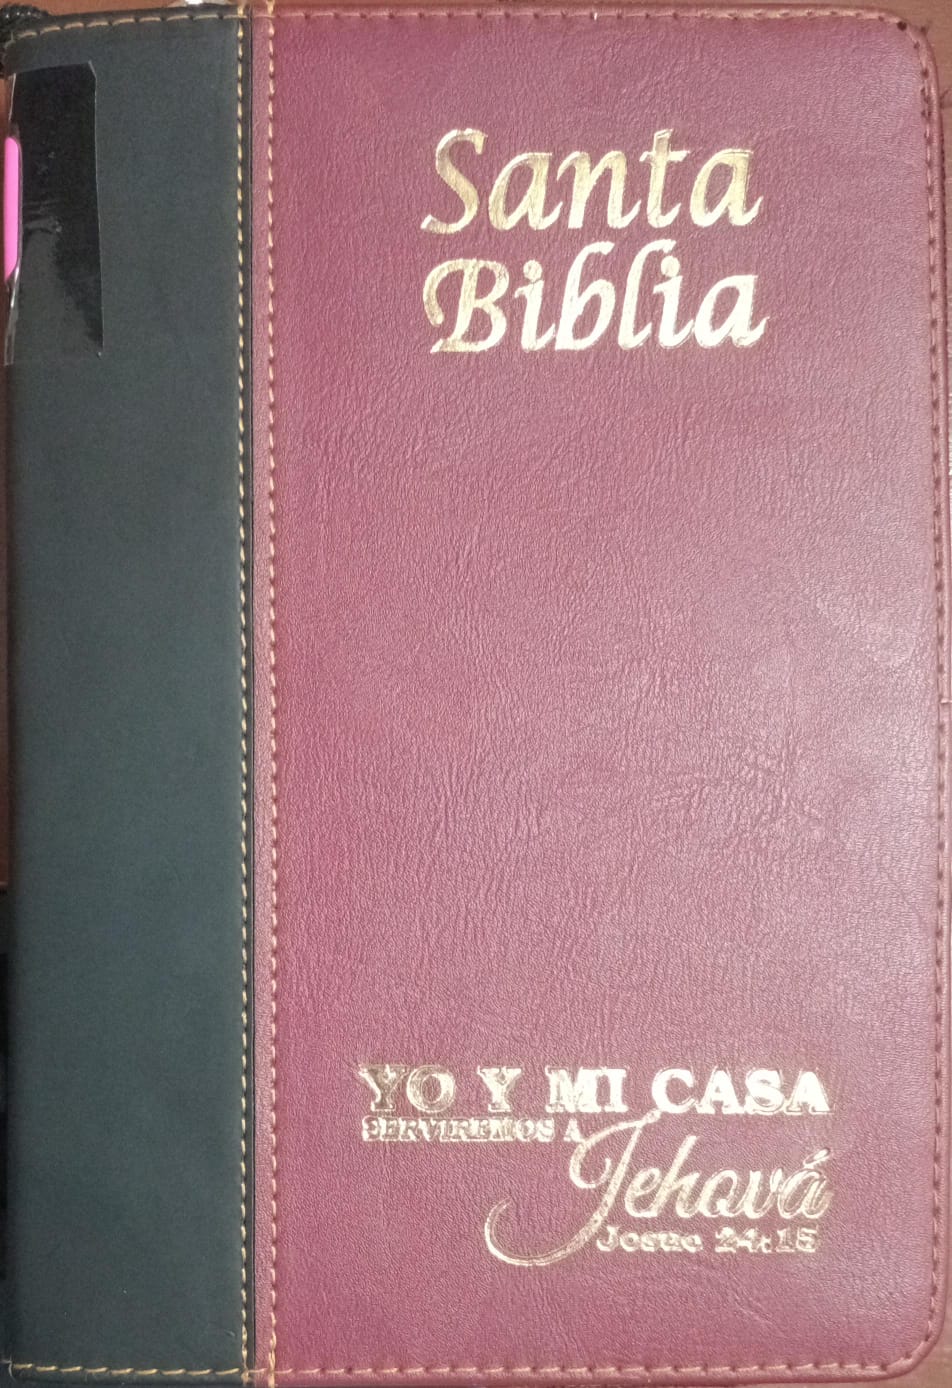 Santa
Biblia
YO Y MI CASA
SERVIREMOS A
Jehová
Josue 24:15